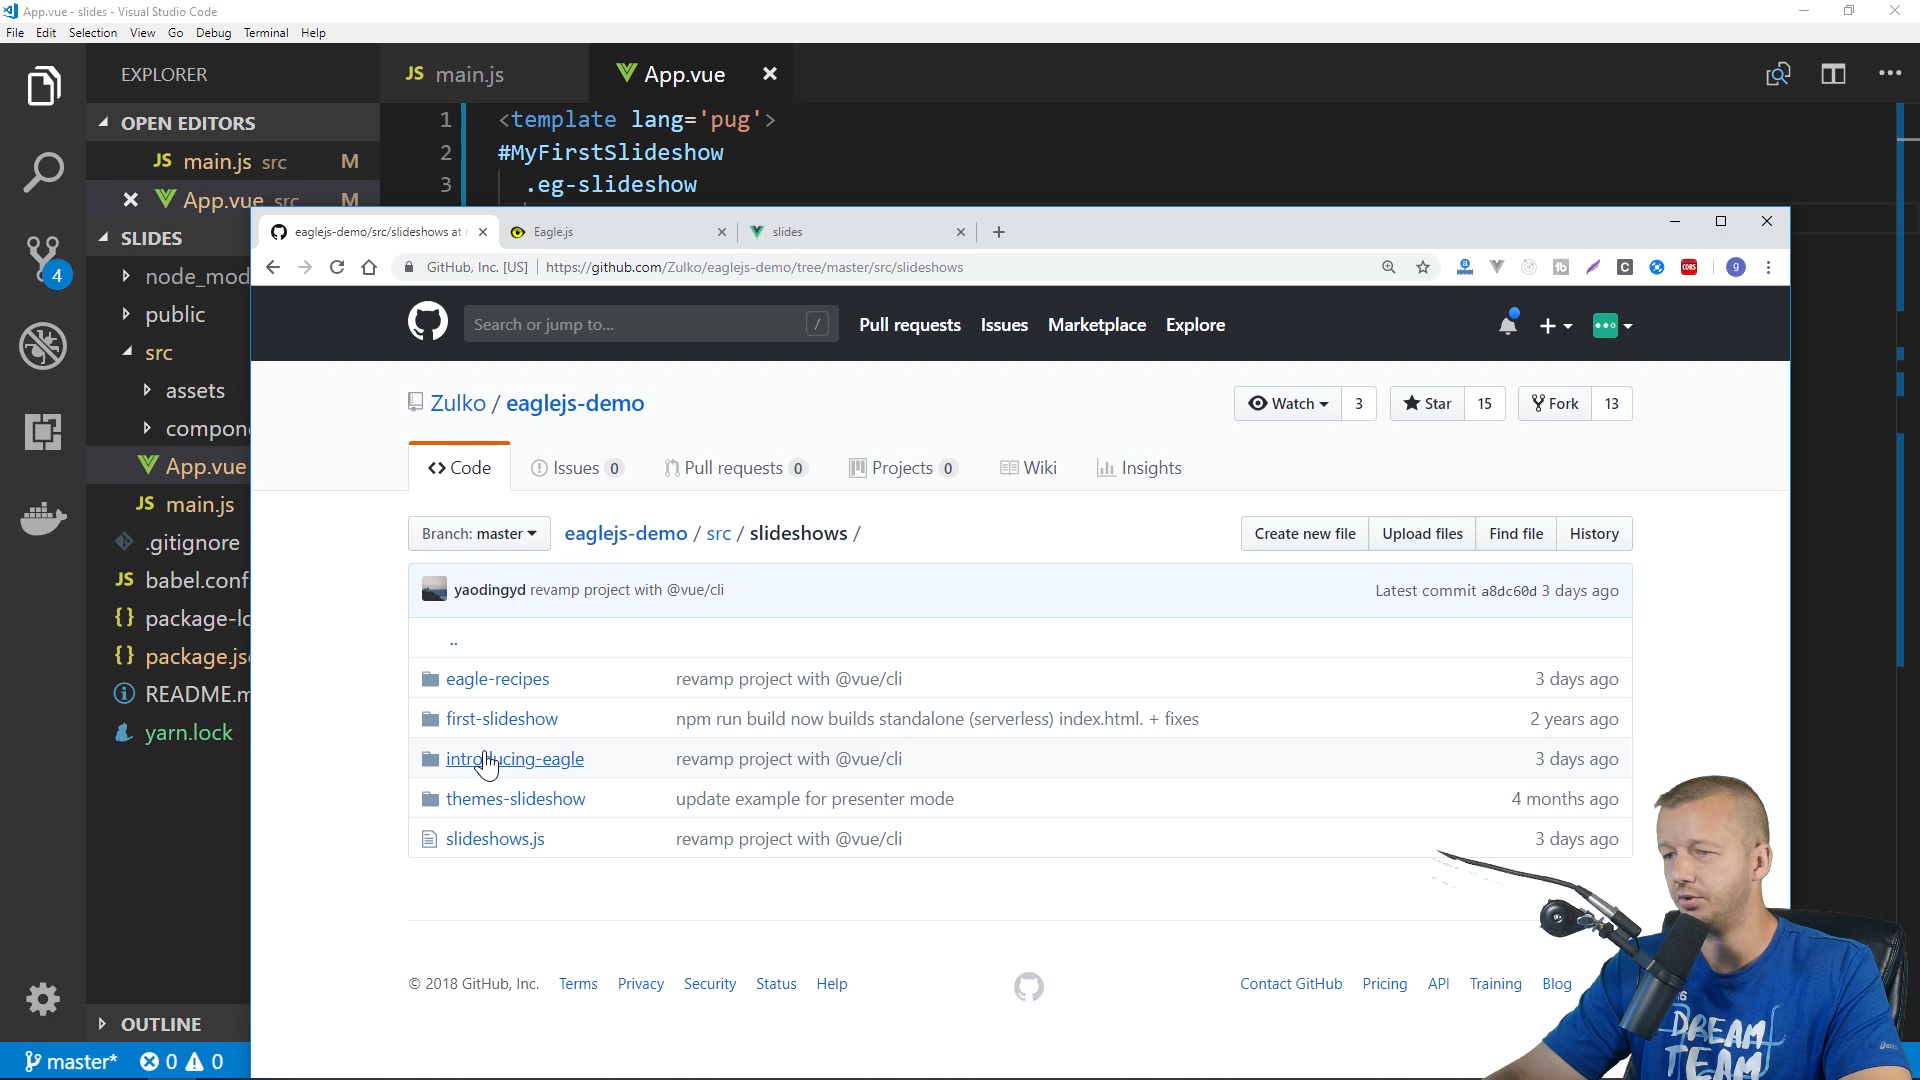 App.vue - slides - Visual Studio Code
File Edit Selection View Go Debug Terminal Help
EXPLORER
JS main.js
App.vue
OPEN EDITORS
JS main.js src M
App.vue src M
SLIDES
node_mod
public
src
assets
compone
App.vue
JS main.js
.gitignore
JS babel.conf
{} package-lo
{} package.jso
README.m
yarn.lock
OUTLINE
4
master* 0 0
1 <template lang='pug'>
2 #MyFirstSlideshow
3 .eg-slideshow
eaglejs-demo/src/slideshows at
Eagle.js
slides
GitHub, Inc. [US] https://github.com/Zulko/eaglejs-demo/tree/master/src/slideshows
CORS
g
Search or jump to... /
Pull requests Issues Marketplace Explore
Zulko / eaglejs-demo
Watch 3 Star 15 Fork 13
Code Issues 0 Pull requests 0 Projects 0 Wiki Insights
Branch: master eaglejs-demo / src / slideshows /
Create new file Upload files Find file History
yaodingyd revamp project with @vue/cli Latest commit a8dc60d 3 days ago
..
eagle-recipes revamp project with @vue/cli 3 days ago
first-slideshow npm run build now builds standalone (serverless) index.html. + fixes 2 years ago
introducing-eagle revamp project with @vue/cli 3 days ago
themes-slideshow update example for presenter mode 4 months ago
slideshows.js revamp project with @vue/cli 3 days ago
© 2018 GitHub, Inc. Terms Privacy Security Status Help
Contact GitHub Pricing API Training Blog
DREAM
TEAM